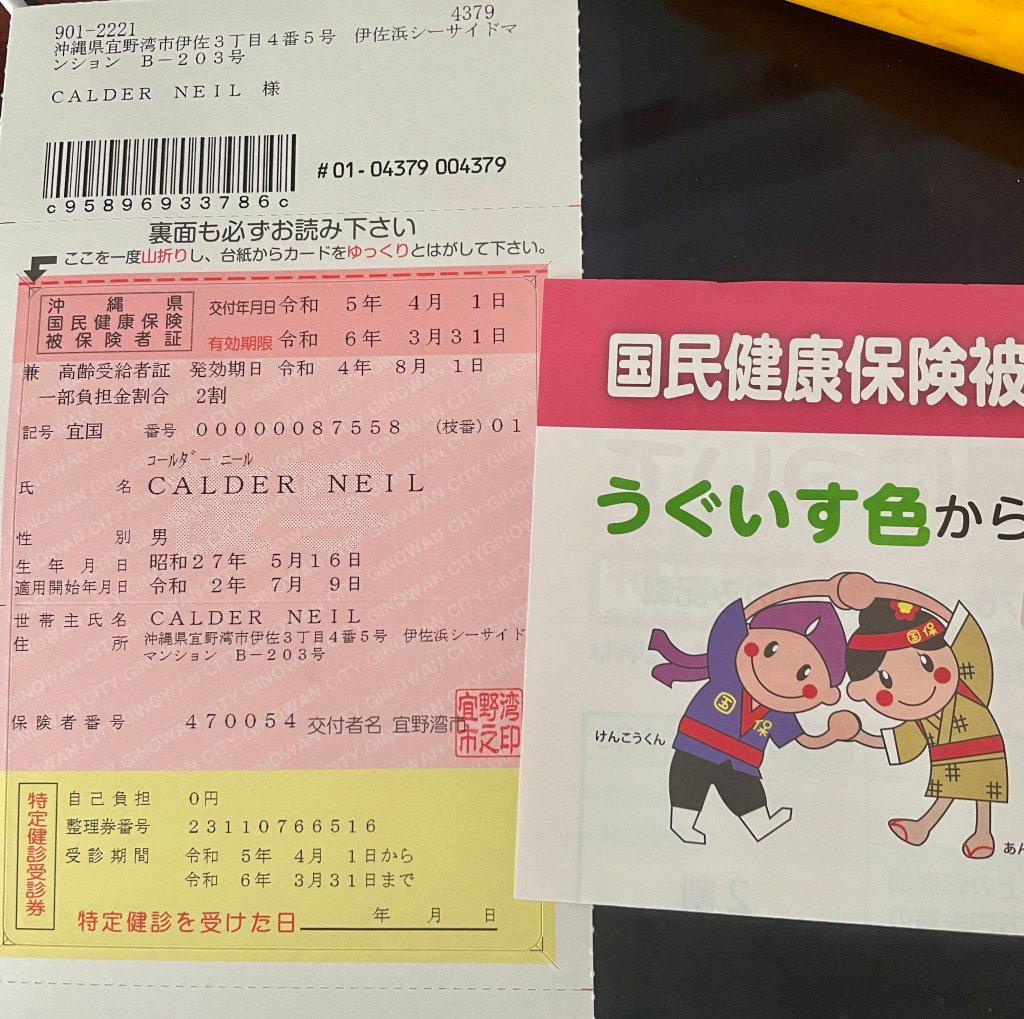 901-2221
4379
沖縄県宜野湾市伊佐３丁目４番５号　伊佐浜シーサイドマ
ンション　Ｂ－２０３号
ＣＡＬＤＥＲ　ＮＥＩＬ　様
c95896933786c
#01-04379 004379
裏面も必ずお読み下さい
ここを一度山折りし、台紙からカードをゆっくりとはがして下さい。
沖縄県
国民健康保険
被保険者証
交付年月日 令和　５年　４月　１日
有効期限 令和　６年　３月３１日
兼　高齢受給者証　発効期日　令和　４年　８月　１日
一部負担金割合　２割
記号　宜国　番号　００００００８７５５８　（枝番）０１
コールダー　ニール
氏名　ＣＡＬＤＥＲ　ＮＥＩＬ
性別　男
生年月日　昭和２７年　５月１６日
適用開始年月日　令和　２年　７月　９日
世帯主氏名　ＣＡＬＤＥＲ　ＮＥＩＬ
住所　沖縄県宜野湾市伊佐３丁目４番５号　伊佐浜シーサイド
マンション　Ｂ－２０３号
保険者番号　４７００５４　交付者名　宜野湾市
宜野湾
市之印
特定健診受診券
自己負担　０円
整理券番号　２３１１０７６６５１６
受診期間　令和　５年　４月　１日から
令和　６年　３月３１日まで
特定健診を受けた日　年　月　日
GINOWAN CITY
国民健康保険被
うぐいす色から
国保
国
保
けんこうくん
あん